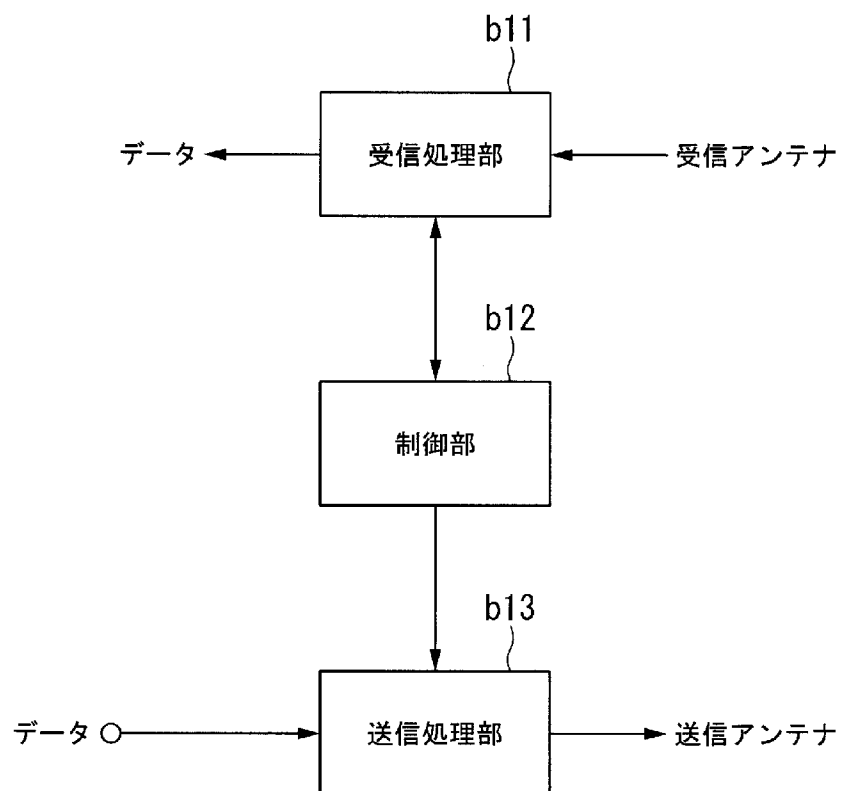 b11
データ
受信処理部
受信アンテナ
b12
制御部
b13
データ
送信処理部
送信アンテナ